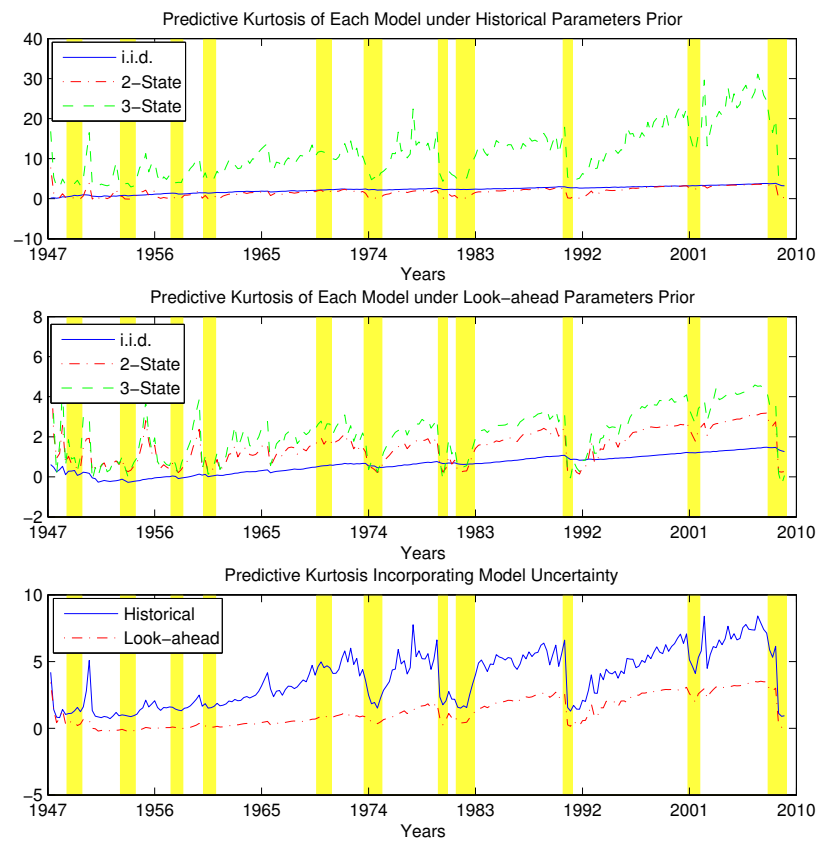 Predictive Kurtosis of Each Model under Historical Parameters Prior
40
30
20
10
0
−10
i.i.d.
2−State
3−State
1947 1956 1965 1974 1983 1992 2001 2010
Years
Predictive Kurtosis of Each Model under Look−ahead Parameters Prior
8
6
4
2
0
−2
i.i.d.
2−State
3−State
1947 1956 1965 1974 1983 1992 2001 2010
Years
Predictive Kurtosis Incorporating Model Uncertainty
10
5
0
−5
Historical
Look−ahead
1947 1956 1965 1974 1983 1992 2001 2010
Years